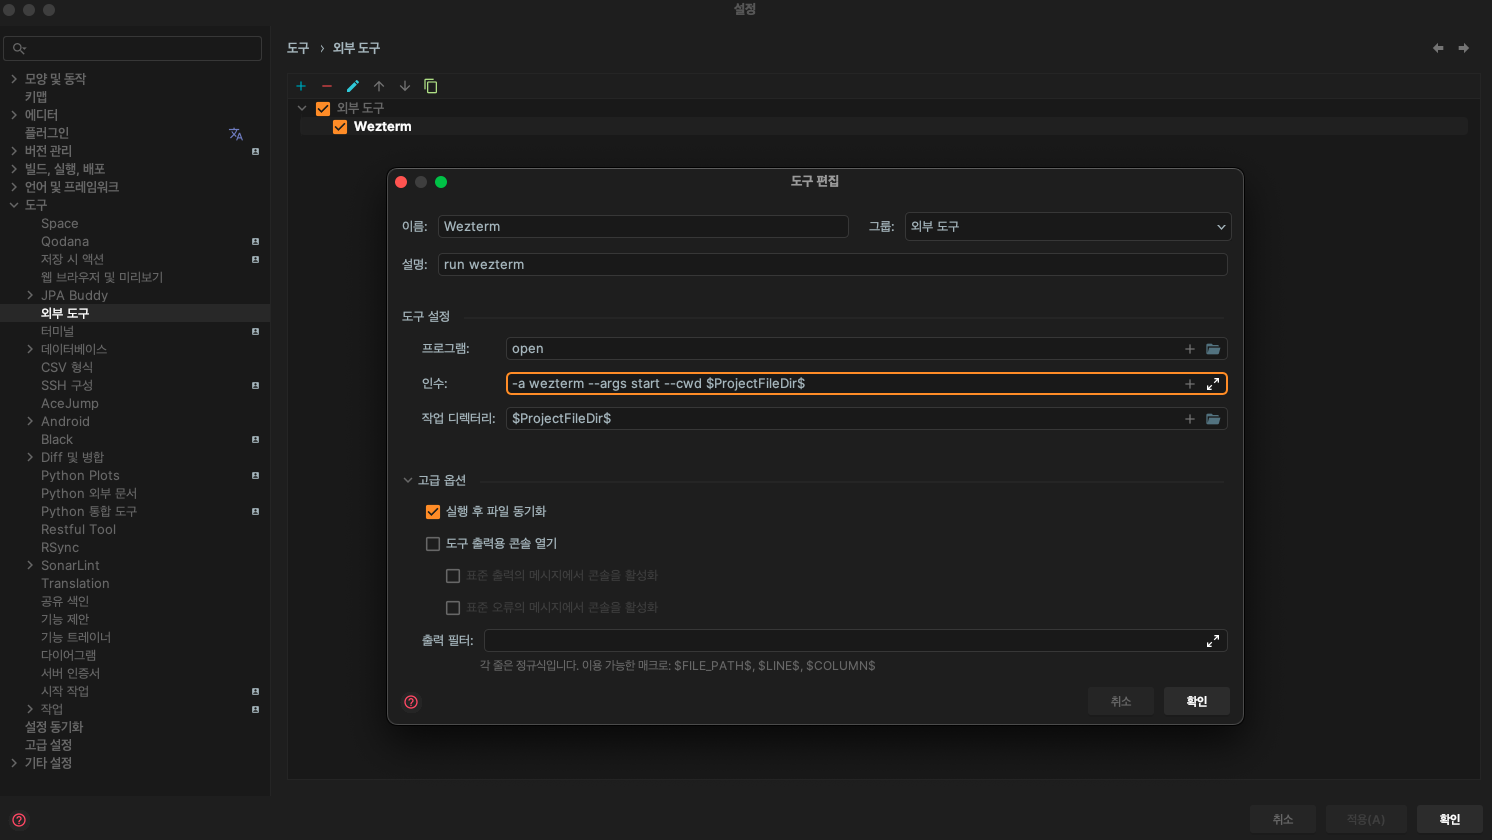 설정
모양 및 동작
키맵
에디터
플러그인
버전 관리
빌드, 실행, 배포
언어 및 프레임워크
도구
Space
Qodana
저장 시 액션
웹 브라우저 및 미리보기
JPA Buddy
외부 도구
터미널
데이터베이스
CSV 형식
SSH 구성
AceJump
Android
Black
Diff 및 병합
Python Plots
Python 외부 문서
Python 통합 도구
Restful Tool
RSync
SonarLint
Translation
공유 색인
기능 제안
기능 트레이너
다이어그램
서버 인증서
시작 작업
작업
설정 동기화
고급 설정
기타 설정
도구 › 외부 도구
외부 도구
Wezterm
도구 편집
이름: Wezterm 그룹: 외부 도구
설명: run wezterm
도구 설정
프로그램: open
인수: -a wezterm --args start --cwd $ProjectFileDir$
작업 디렉터리: $ProjectFileDir$
고급 옵션
실행 후 파일 동기화
도구 출력용 콘솔 열기
표준 출력의 메시지에서 콘솔을 활성화
표준 오류의 메시지에서 콘솔을 활성화
출력 필터:
각 줄은 정규식입니다. 이용 가능한 매크로: $FILE_PATH$, $LINE$, $COLUMN$
취소 확인
취소 적용(A) 확인